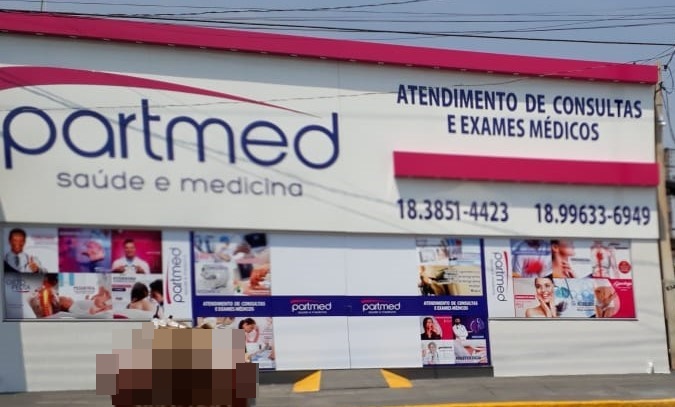 partmed
saúde e medicina
ATENDIMENTO DE CONSULTAS
E EXAMES MÉDICOS
18.3851-4423 18.99633-6949
partmed
ATENDIMENTO DE CONSULTAS
E EXAMES MÉDICOS
partmed
partmed
ATENDIMENTO DE CONSULTAS
E EXAMES MÉDICOS
partmed